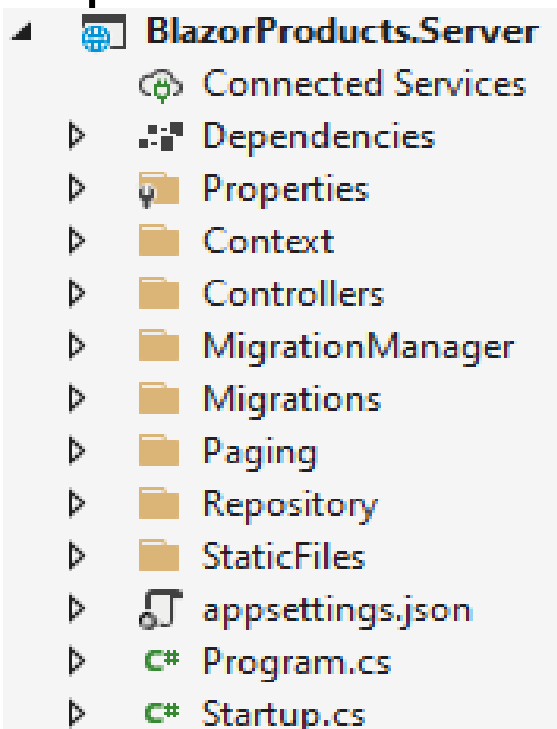 BlazorProducts.Server
Connected Services
Dependencies
Properties
Context
Controllers
MigrationManager
Migrations
Paging
Repository
StaticFiles
appsettings.json
C# Program.cs
C# Startup.cs